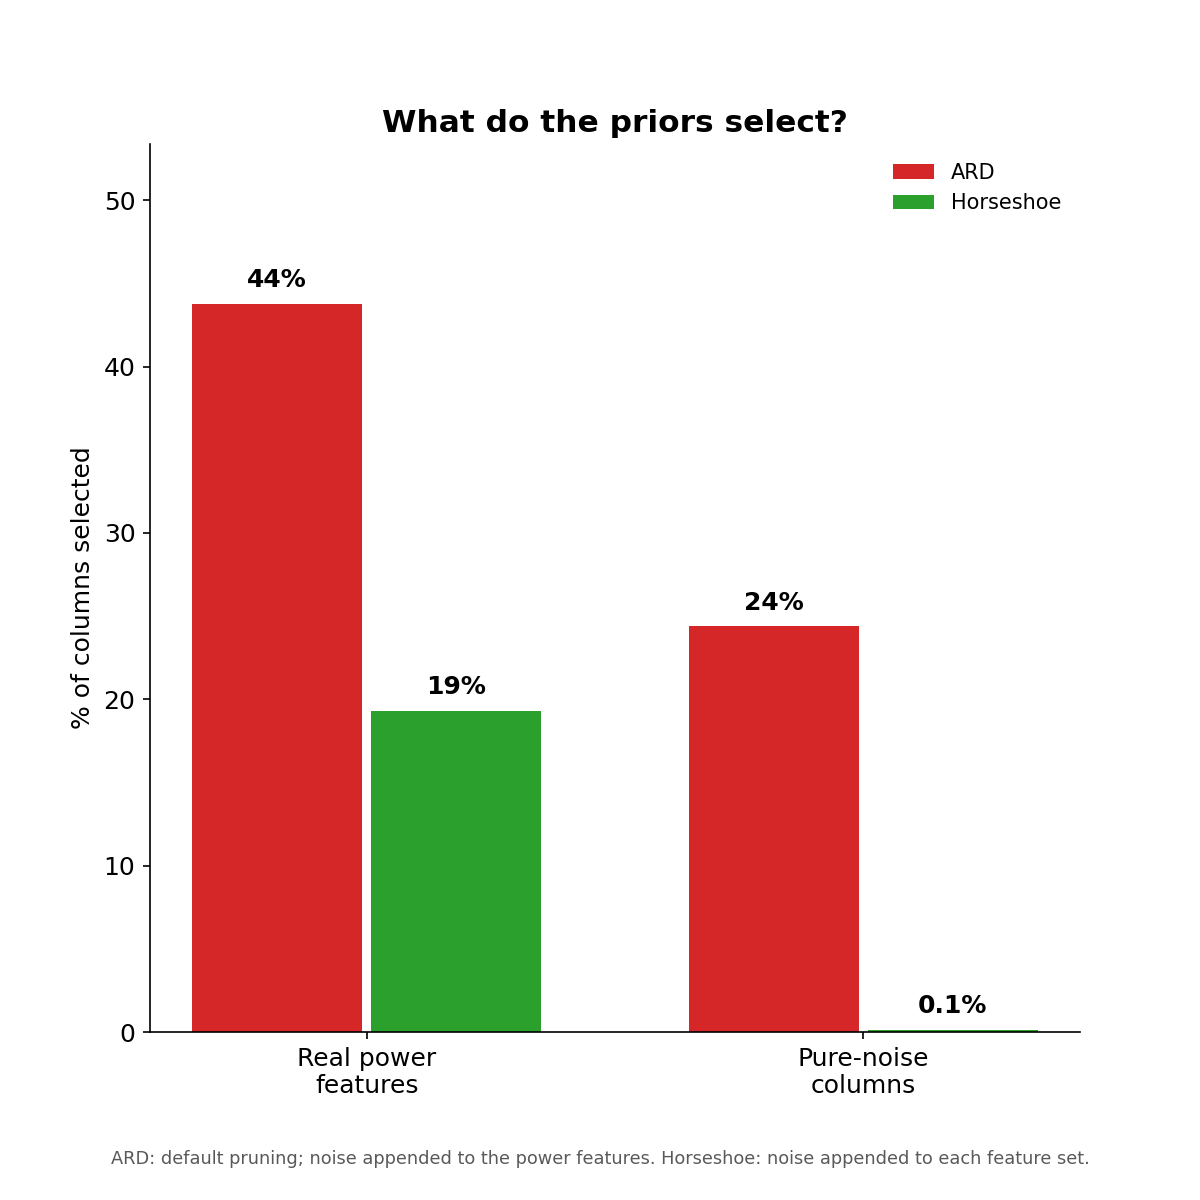 What do the priors select?
ARD
Horseshoe
% of columns selected
50
40
30
20
10
0
44%
19%
24%
0.1%
Real power
features
Pure-noise
columns
ARD: default pruning; noise appended to the power features. Horseshoe: noise appended to each feature set.